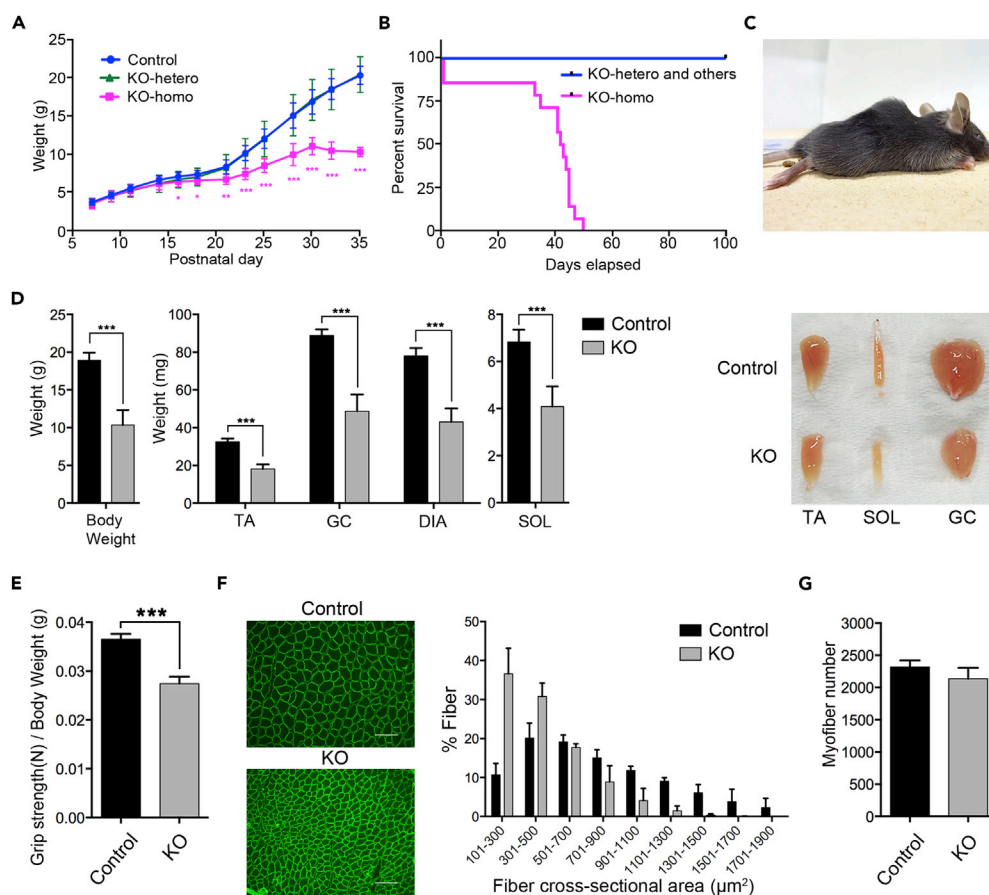 A
Weight (g)
25
20
15
10
5
0
Control
KO-hetero
KO-homo
* * ** *** *** *** *** *** ***
5 10 15 20 25 30 35
Postnatal day
B
Percent survival
100
75
50
25
0
KO-hetero and others
KO-homo
0 20 40 60 80 100
Days elapsed
C
D
Weight (g)
25
20
15
10
5
0
***
Body
Weight
Weight (mg)
100
80
60
40
20
0
***
***
***
TA GC DIA
8
6
4
2
0
***
SOL
Control
KO
Control
KO
TA SOL GC
E
Grip strength(N) / Body Weight (g)
0.04
0.03
0.02
0.01
0.00
***
Control KO
F
Control
KO
% Fiber
50
40
30
20
10
0
Control
KO
101-300 301-500 501-700 701-900 901-1100 1101-1300 1301-1500 1501-1700 1701-1900
Fiber cross-sectional area (μm²)
G
Myofiber number
3000
2500
2000
1500
1000
500
0
Control KO